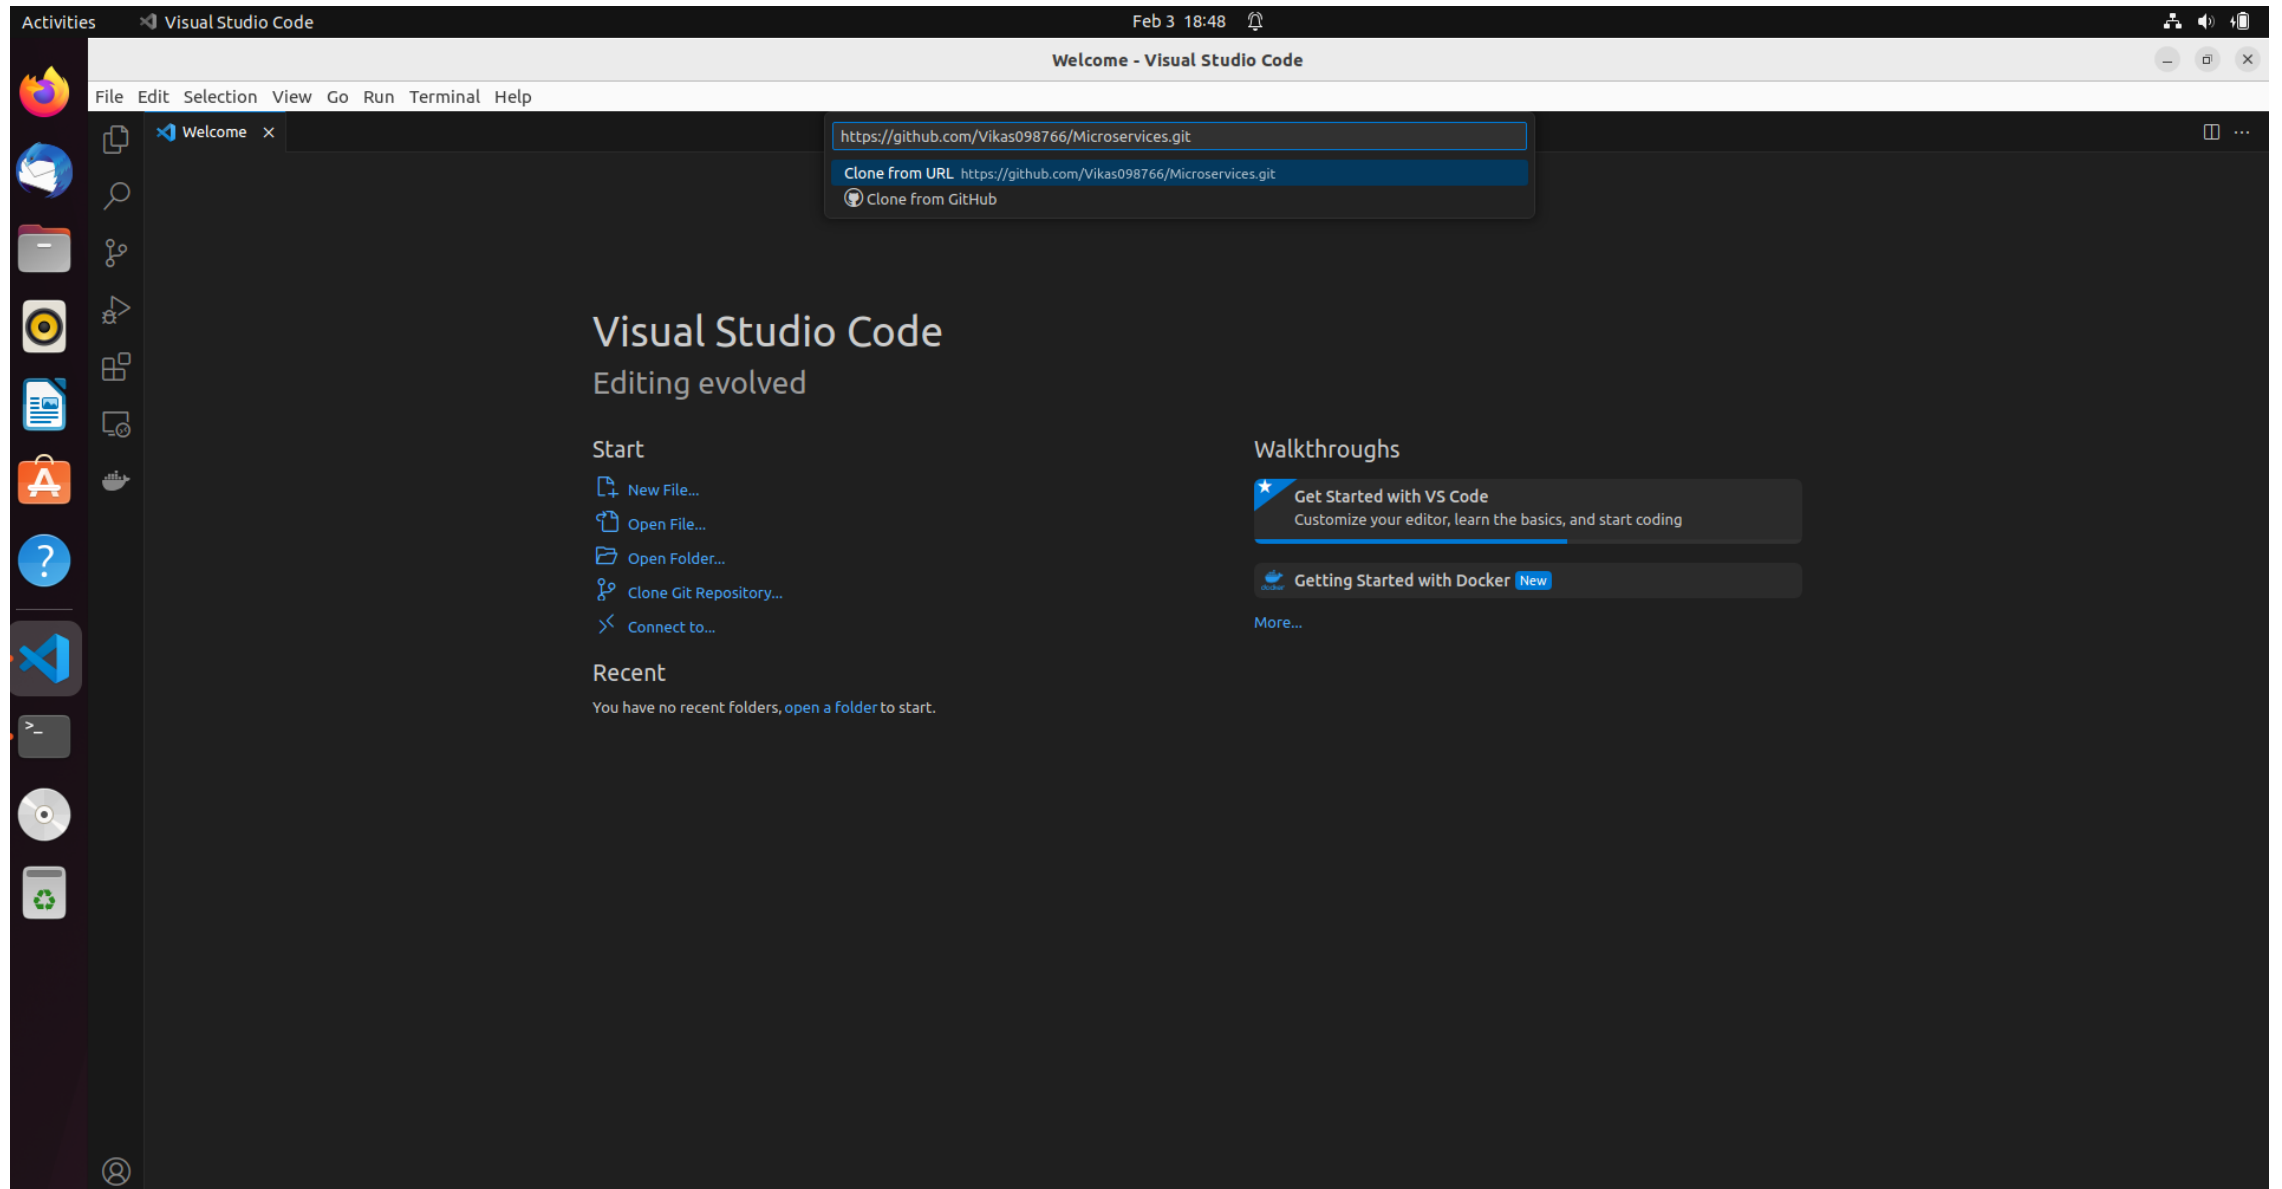 Activities Visual Studio Code Feb 3 18:48
Welcome - Visual Studio Code
File Edit Selection View Go Run Terminal Help
Welcome
https://github.com/Vikas098766/Microservices.git
Clone from URL https://github.com/Vikas098766/Microservices.git
Clone from GitHub
Visual Studio Code
Editing evolved
Start
New File...
Open File...
Open Folder...
Clone Git Repository...
Connect to...
Recent
You have no recent folders, open a folder to start.
Walkthroughs
Get Started with VS Code
Customize your editor, learn the basics, and start coding
Getting Started with Docker New
More...